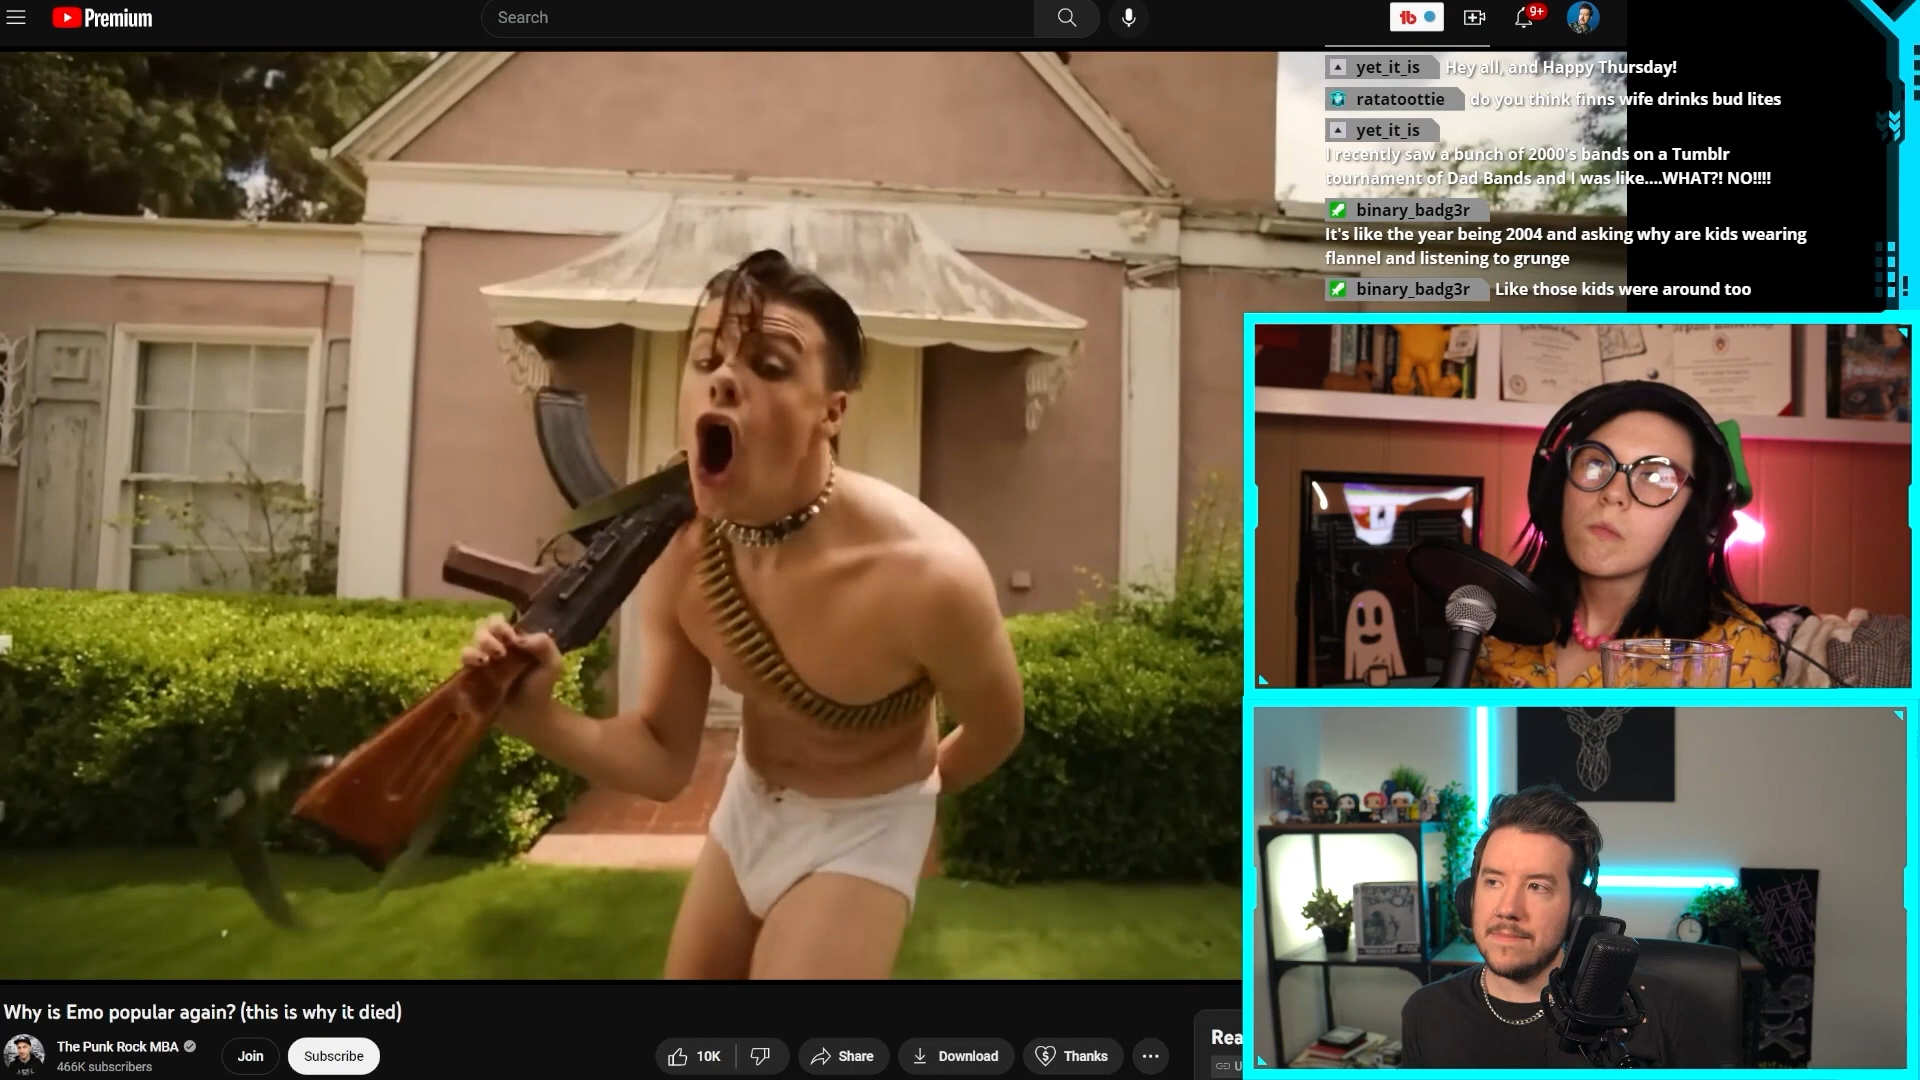 Premium
Search
9+
yet_it_is Hey all, and Happy Thursday!
ratatoottie do you think finns wife drinks bud lites
yet_it_is
I recently saw a bunch of 2000's bands on a Tumblr
tournament of Dad Bands and I was like....WHAT?! NO!!!!
binary_badg3r
It's like the year being 2004 and asking why are kids wearing
flannel and listening to grunge
binary_badg3r Like those kids were around too
Why is Emo popular again? (this is why it died)
The Punk Rock MBA
466K subscribers
Join
Subscribe
10K
Share
Download
Thanks
Rea